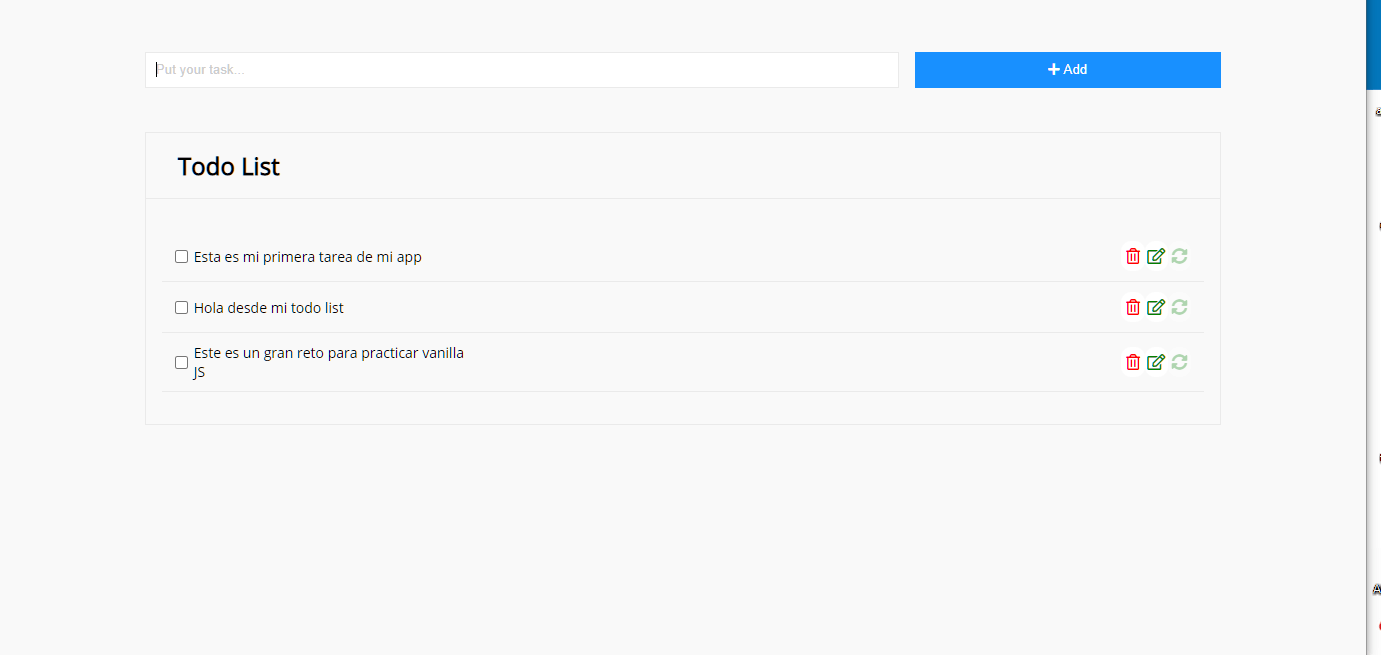 Put your task...
Add
Todo List
Esta es mi primera tarea de mi app
Hola desde mi todo list
Este es un gran reto para practicar vanilla
JS